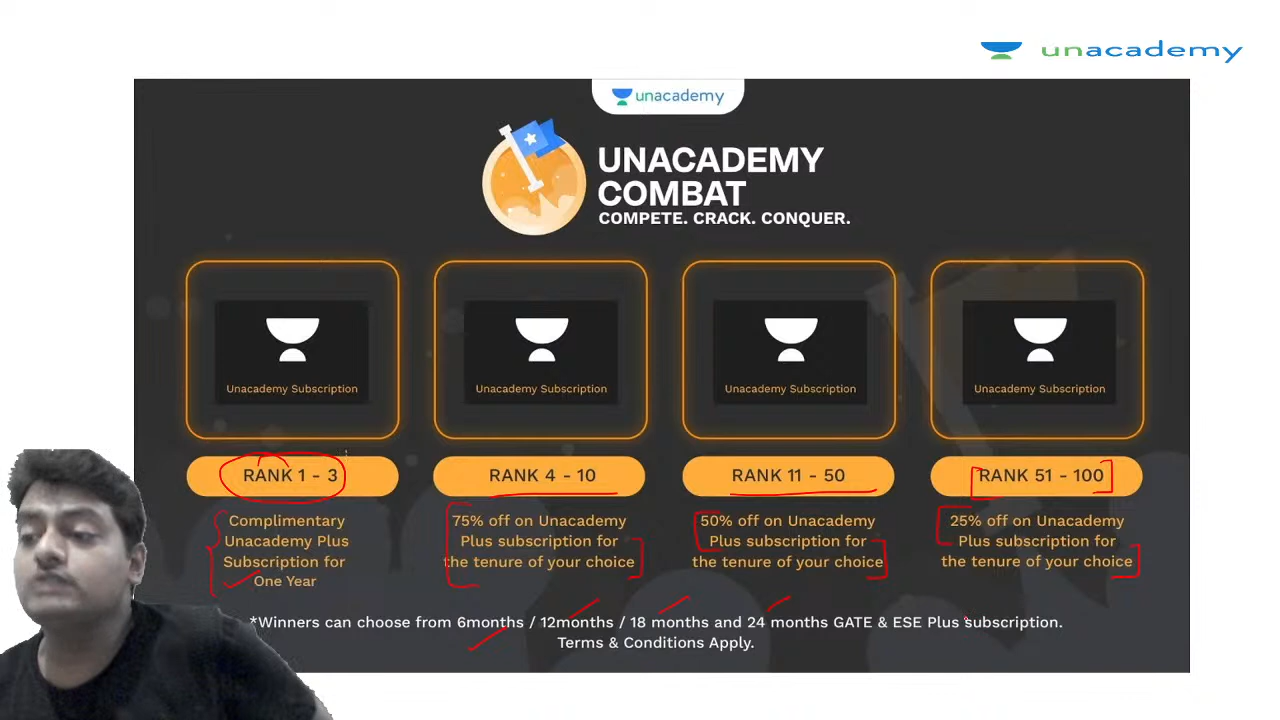 unacademy
unacademy
UNACADEMY
COMBAT
COMPETE. CRACK. CONQUER.
Unacademy Subscription
Unacademy Subscription
Unacademy Subscription
Unacademy Subscription
RANK 1 - 3
Complimentary
Unacademy Plus
Subscription for
One Year
RANK 4 - 10
75% off on Unacademy
Plus subscription for
the tenure of your choice
RANK 11 - 50
50% off on Unacademy
Plus subscription for
the tenure of your choice
RANK 51 - 100
25% off on Unacademy
Plus subscription for
the tenure of your choice
*Winners can choose from 6months / 12months / 18 months and 24 months GATE & ESE Plus subscription.
Terms & Conditions Apply.